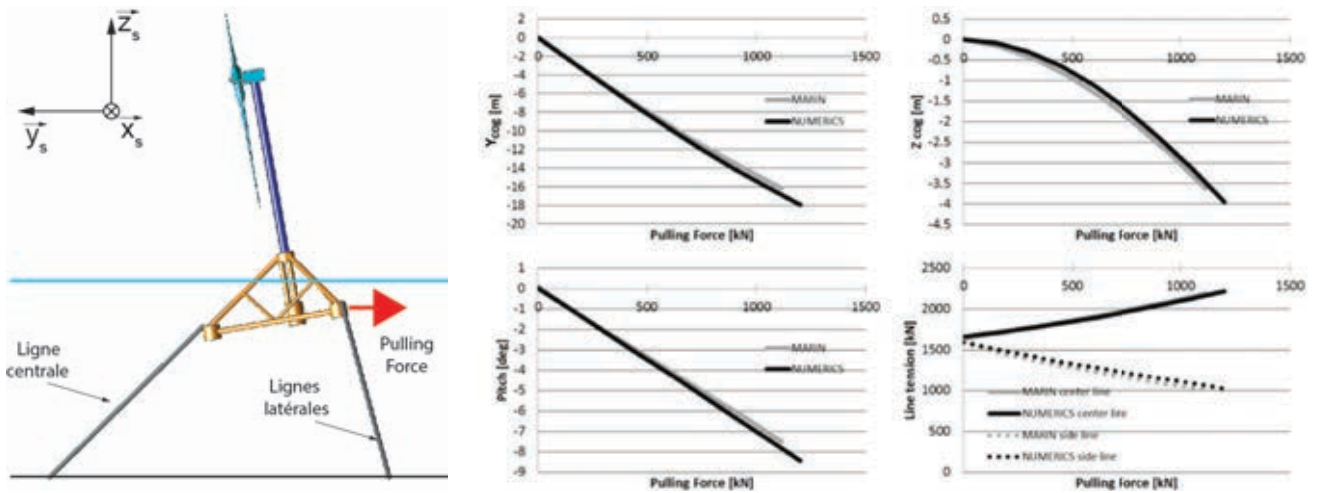 z_s
y_s
x_s
Ligne
centrale
Lignes
latérales
Pulling
Force
2
0
-2
-4
-6
-8
-10
-12
-14
-16
-18
-20
0
500
1000
1500
Ycog [m]
MARIN
NUMERICS
Pulling Force [kN]
0.5
0
-0.5
-1
-1.5
-2
-2.5
-3
-3.5
-4
-4.5
0
500
1000
1500
Z cog [m]
MARIN
NUMERICS
Pulling Force [kN]
1
0
-1
-2
-3
-4
-5
-6
-7
-8
-9
0
500
1000
1500
Pitch [deg]
MARIN
NUMERICS
Pulling Force [kN]
2500
2000
1500
1000
500
0
0
500
1000
1500
Line tension [kN]
MARIN center line
NUMERICS center line
MARIN side line
NUMERICS side line
Pulling Force [kN]